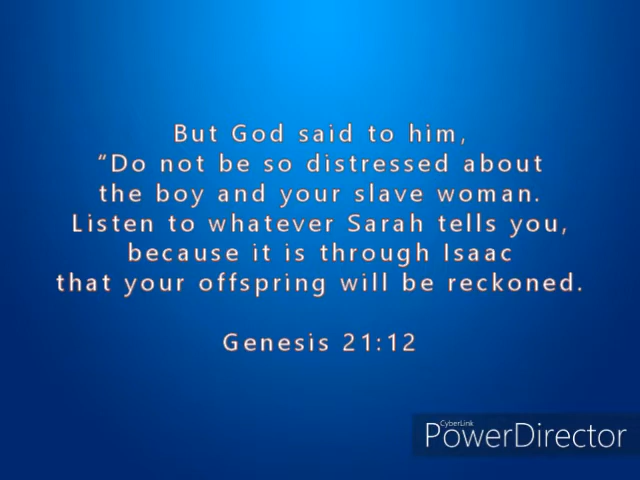 But God said to him,
“Do not be so distressed about
the boy and your slave woman.
Listen to whatever Sarah tells you,
because it is through Isaac
that your offspring will be reckoned.
Genesis 21:12
CyberLink
PowerDirector